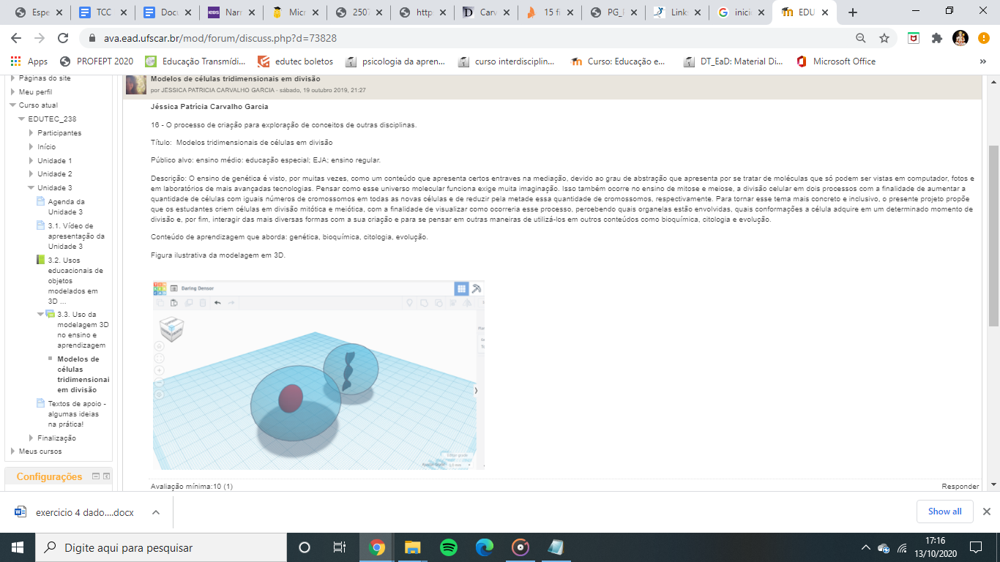 Espe
TCC
Docu
IEBS
Narr
Micr
2507
http
Carv
15 fi
PG_
Links
inici
EDU
ava.ead.ufscar.br/mod/forum/discuss.php?d=73828
Apps
PROFEPT 2020
Educação Transmídi...
edutec boletos
psicologia da apren...
curso interdisciplin...
Curso: Educação e...
DT_EaD: Material Di...
Microsoft Office
»
Páginas do site
Meu perfil
Curso atual
EDUTEC_238
Participantes
Início
Unidade 1
Unidade 2
Unidade 3
Agenda da
Unidade 3
3.1. Vídeo de
apresentação da
Unidade 3
3.2. Usos
educacionais de
objetos
modelados em
3D ...
3.3. Uso da
modelagem 3D
no ensino e
aprendizagem
Modelos de
células
tridimensionai
em divisão
Textos de apoio -
algumas ideias
na prática!
Finalização
Meus cursos
Configurações
Modelos de células tridimensionais em divisão
por JESSICA PATRICIA CARVALHO GARCIA - sábado, 19 outubro 2019, 21:27
Jéssica Patrícia Carvalho Garcia
16 - O processo de criação para exploração de conceitos de outras disciplinas.
Título: Modelos tridimensionais de células em divisão
Público alvo: ensino médio: educação especial; EJA; ensino regular.
Descrição: O ensino de genética é visto, por muitas vezes, como um conteúdo que apresenta certos entraves na mediação, devido ao grau de abstração que apresenta por se tratar de moléculas que só podem ser vistas em computador, fotos e
em laboratórios de mais avançadas tecnologias. Pensar como esse universo molecular funciona exige muita imaginação. Isso também ocorre no ensino de mitose e meiose, a divisão celular em dois processos com a finalidade de aumentar a
quantidade de células com iguais números de cromossomos em todas as novas células e de reduzir pela metade essa quantidade de cromossomos, respectivamente. Para tornar esse tema mais concreto e inclusivo, o presente projeto propõe
que os estudantes criem células em divisão mitótica e meiótica, com a finalidade de visualizar como ocorreria esse processo, percebendo quais organelas estão envolvidas, quais conformações a célula adquire em um determinado momento de
divisão e, por fim, interagir das mais diversas formas com a sua criação e para se pensar em outras maneiras de utilizá-los em outros conteúdos como bioquímica, citologia e evolução.
Conteúdo de aprendizagem que aborda: genética, bioquímica, citologia, evolução.
Figura ilustrativa da modelagem em 3D.
Daring Densor
Editar grade
Avaliação mínima:10 (1)
Responder
exercicio 4 dado....docx
Show all
Digite aqui para pesquisar
17:16
13/10/2020